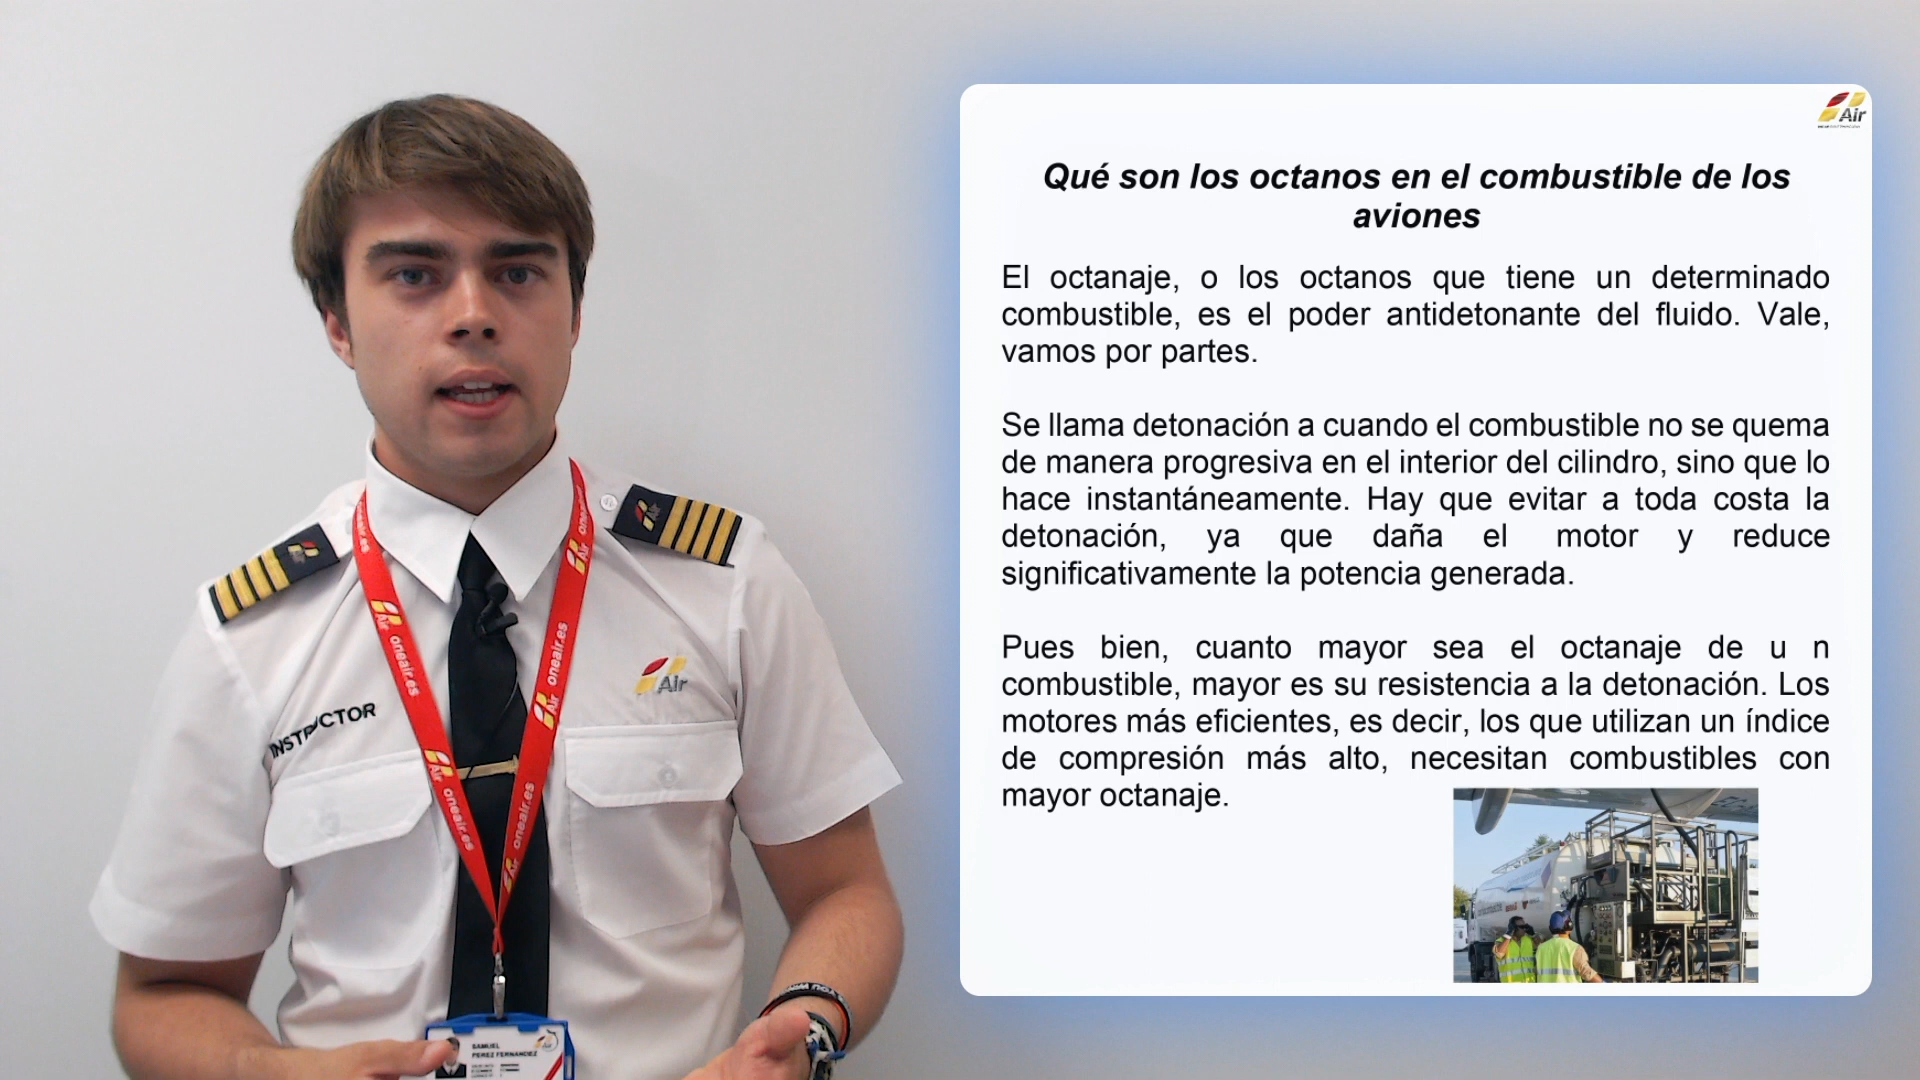 Air
Qué son los octanos en el combustible de los
aviones
El octanaje, o los octanos que tiene un determinado
combustible, es el poder antidetonante del fluido. Vale,
vamos por partes.
Se llama detonación a cuando el combustible no se quema
de manera progresiva en el interior del cilindro, sino que lo
hace instantáneamente. Hay que evitar a toda costa la
detonación, ya que daña el motor y reduce
significativamente la potencia generada.
Pues bien, cuanto mayor sea el octanaje de u n
combustible, mayor es su resistencia a la detonación. Los
motores más eficientes, es decir, los que utilizan un índice
de compresión más alto, necesitan combustibles con
mayor octanaje.
INSTRUCTOR
Air
Air oneair.es
Air oneair.es
Air oneair.es
Air oneair.es
SAMUEL
PEREZ FERNANDEZ